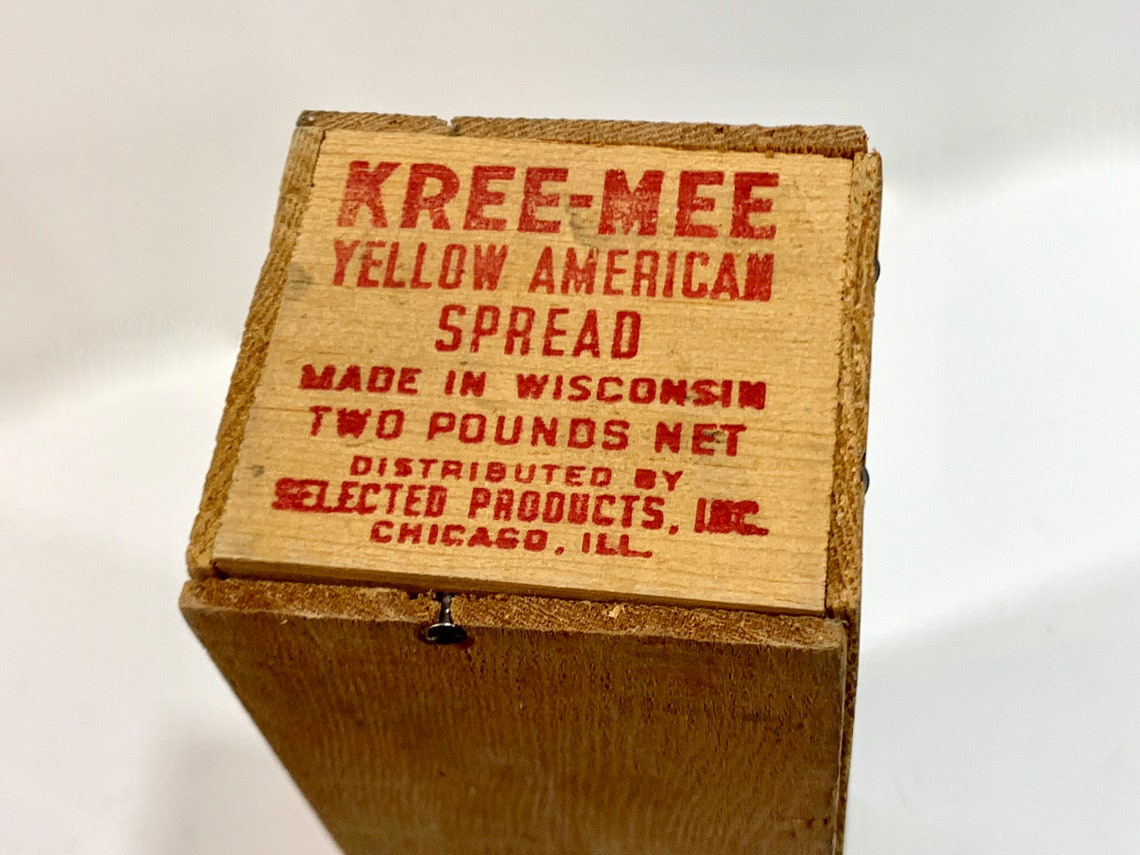 KREE-MEE
YELLOW AMERICAN
SPREAD
MADE IN WISCONSIN
TWO POUNDS NET
DISTRIBUTED BY
SELECTED PRODUCTS, INC.
CHICAGO, ILL.